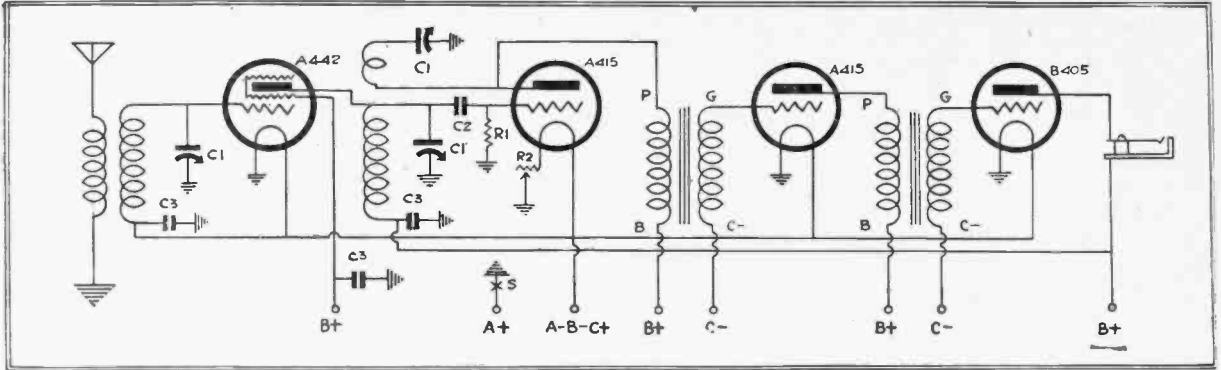 A442
C1
A415
A415
B405
P
G
P
G
C1
C1
C2
R1
R2
C3
C3
B
C-
B
C-
C3
S
B+
A+
A-B-C+
B+
C-
B+
C-
B+